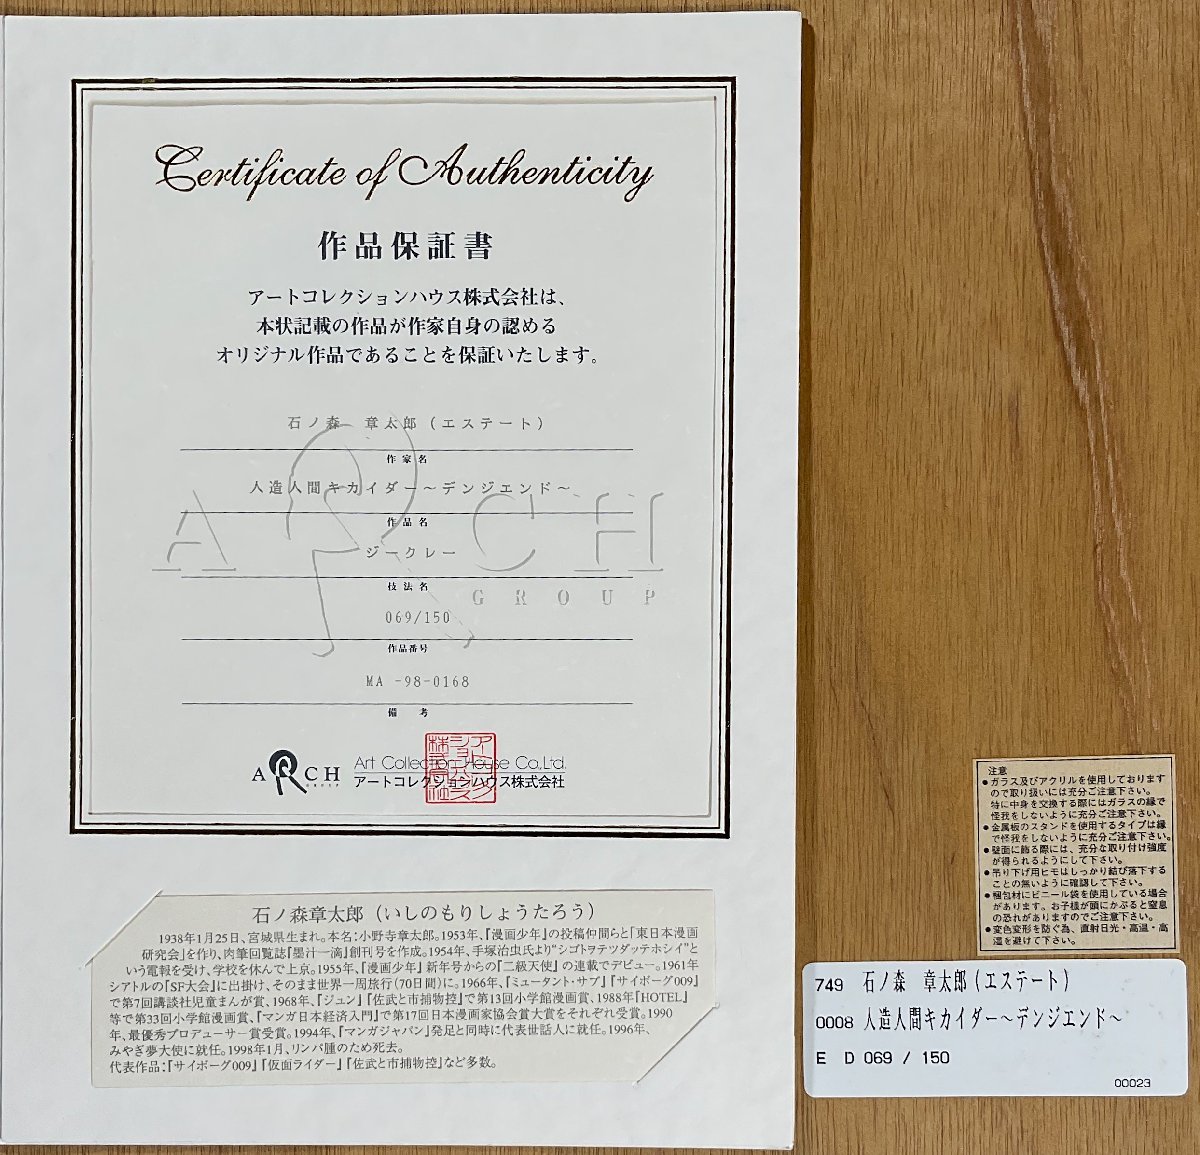 Certificate of Authenticity
作品保証書
アートコレクションハウス株式会社は、
本状記載の作品が作家自身の認める
オリジナル作品であることを保証いたします。
石ノ森 章太郎（エステート）
作家名
人造人間キカイダー～デンジエンド～
作品名
ジークレー
技法名
069/150
作品番号
MA -98-0168
備 考
ARCH
GROUP
ARCH
GROUP
Art Collection House Co.,Ltd.
アートコレクションハウス株式会社
石ノ森章太郎（いしのもりしょうたろう）
1938年1月25日、宮城県生まれ。本名：小野寺章太郎。1953年、『漫画少年』の投稿仲間らと『東日本漫画
研究会』を作り、肉筆回覧誌『墨汁一滴』創刊号を作成。1954年、手塚治虫氏より“シゴトヲテツダッテホシイ”と
いう電報を受け、学校を休んで上京。1955年、『漫画少年』新年号からの『二級天使』の連載でデビュー。1961年
シアトルの『SF大会』に出掛け、そのまま世界一周旅行（70日間）に。1966年、『ミュータント・サブ』『サイボーグ009』
で第7回講談社児童まんが賞、1968年、『ジュン』『佐武と市捕物控』で第13回小学館漫画賞、1988年『HOTEL』
等で第33回小学館漫画賞、『マンガ日本経済入門』で第17回日本漫画家協会賞大賞をそれぞれ受賞。1990
年、最優秀プロデューサー賞受賞。1994年、『マンガジャパン』発足と同時に代表世話人に就任。1996年、
みやぎ夢大使に就任。1998年1月、リンパ腫のため死去。
代表作品：『サイボーグ009』『仮面ライダー』『佐武と市捕物控』など多数。
注意
●ガラス及びアクリルを使用しております
ので取り扱いには充分ご注意下さい。
特に中身を交換する際にはガラスの縁で
怪我をしないように充分ご注意下さい。
●金属板のスタンドを使用するタイプは縁
で怪我をしないように充分ご注意下さい。
●壁面に飾る際には、充分な取り付け強度
が得られるようにして下さい。
●吊り下げ用ヒモはしっかり結び落下する
ことの無いように確認して下さい。
●梱包材にビニール袋を使用している場合
があります。お子様が頭にかぶると窒息
の恐れがありますのでご注意下さい。
●変色変形を防ぐ為、直射日光・高温・高
湿を避けて下さい。
749 石ノ森 章太郎（エステート）
0008 人造人間キカイダー～デンジエンド～
E D 069 / 150
00023